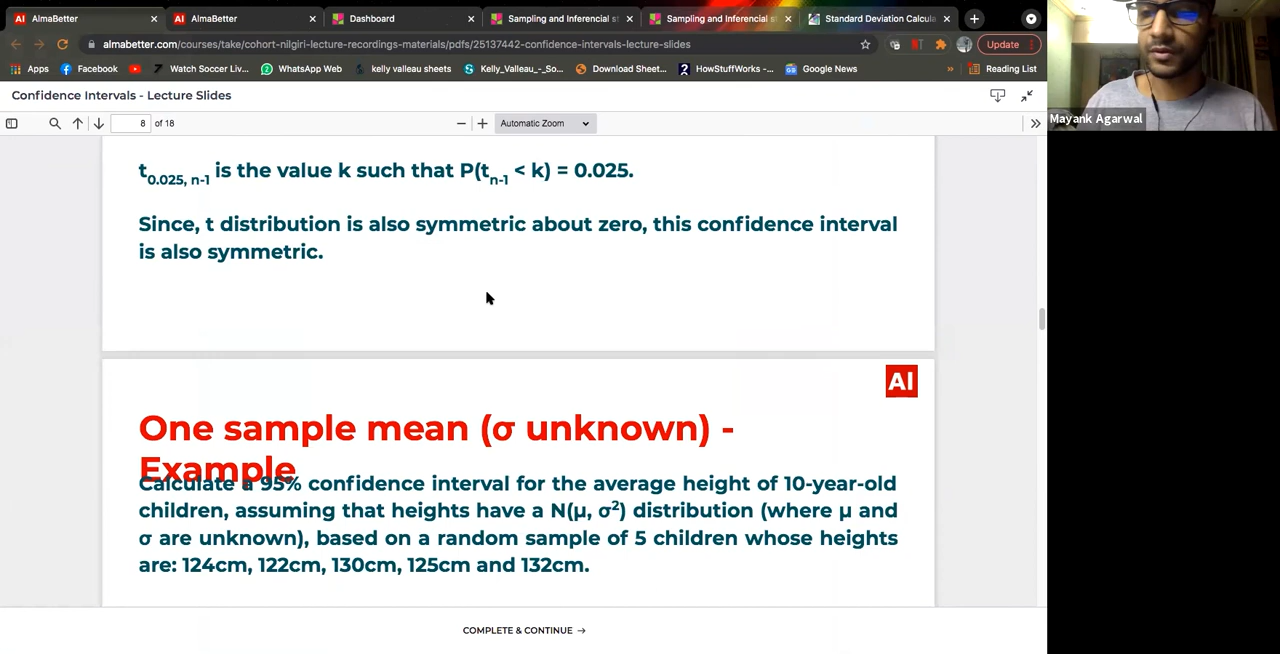 AlmaBetter
AlmaBetter
Dashboard
Sampling and Inferencial st
Sampling and Inferencial st
Standard Deviation Calcula
almabetter.com/courses/take/cohort-nilgiri-lecture-recordings-materials/pdfs/25137442-confidence-intervals-lecture-slides
Update
Apps
Facebook
Watch Soccer Liv...
WhatsApp Web
kelly valleau sheets
Kelly_Valleau_-_So...
Download Sheet...
HowStuffWorks -...
Google News
Reading List
Confidence Intervals - Lecture Slides
8 of 18
Automatic Zoom
Mayank Agarwal
t0.025, n-1 is the value k such that P(tn-1 < k) = 0.025.
Since, t distribution is also symmetric about zero, this confidence interval
is also symmetric.
AI
One sample mean (σ unknown) -
Example
Calculate a 95% confidence interval for the average height of 10-year-old
children, assuming that heights have a N(μ, σ²) distribution (where μ and
σ are unknown), based on a random sample of 5 children whose heights
are: 124cm, 122cm, 130cm, 125cm and 132cm.
COMPLETE & CONTINUE →